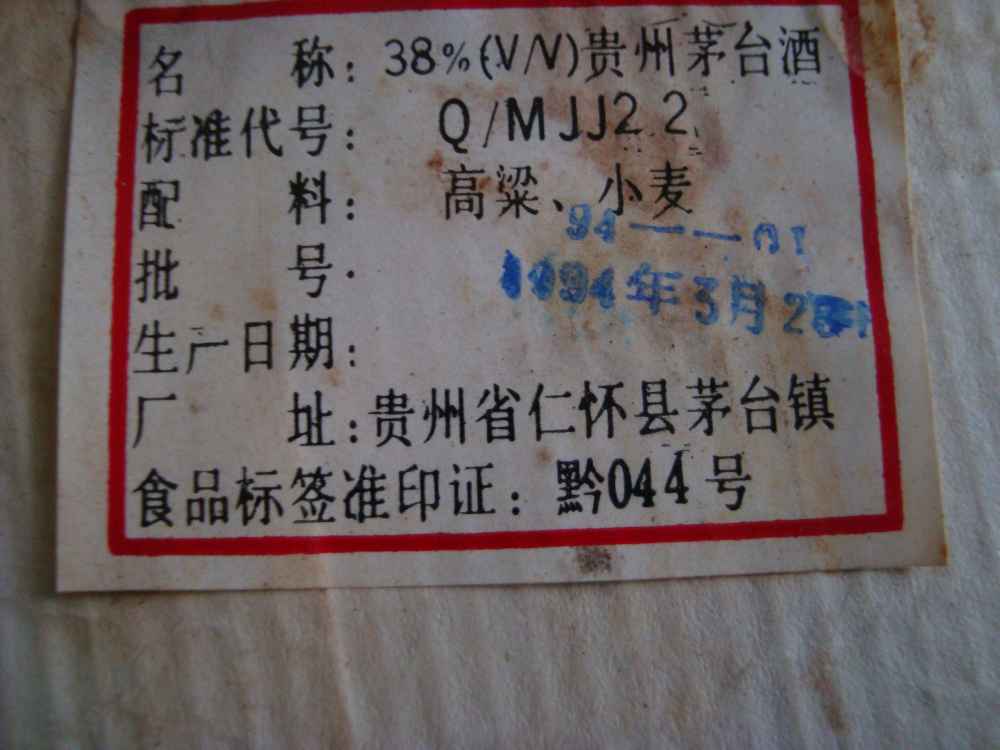 名 称：38%(V/V)贵州茅台酒
标准代号： Q/MJJ2.2
配 料： 高粱、小麦
批 号： 94——01
生产日期： 1994年3月28日
厂 址：贵州省仁怀县茅台镇
食品标签准印证：黔044号